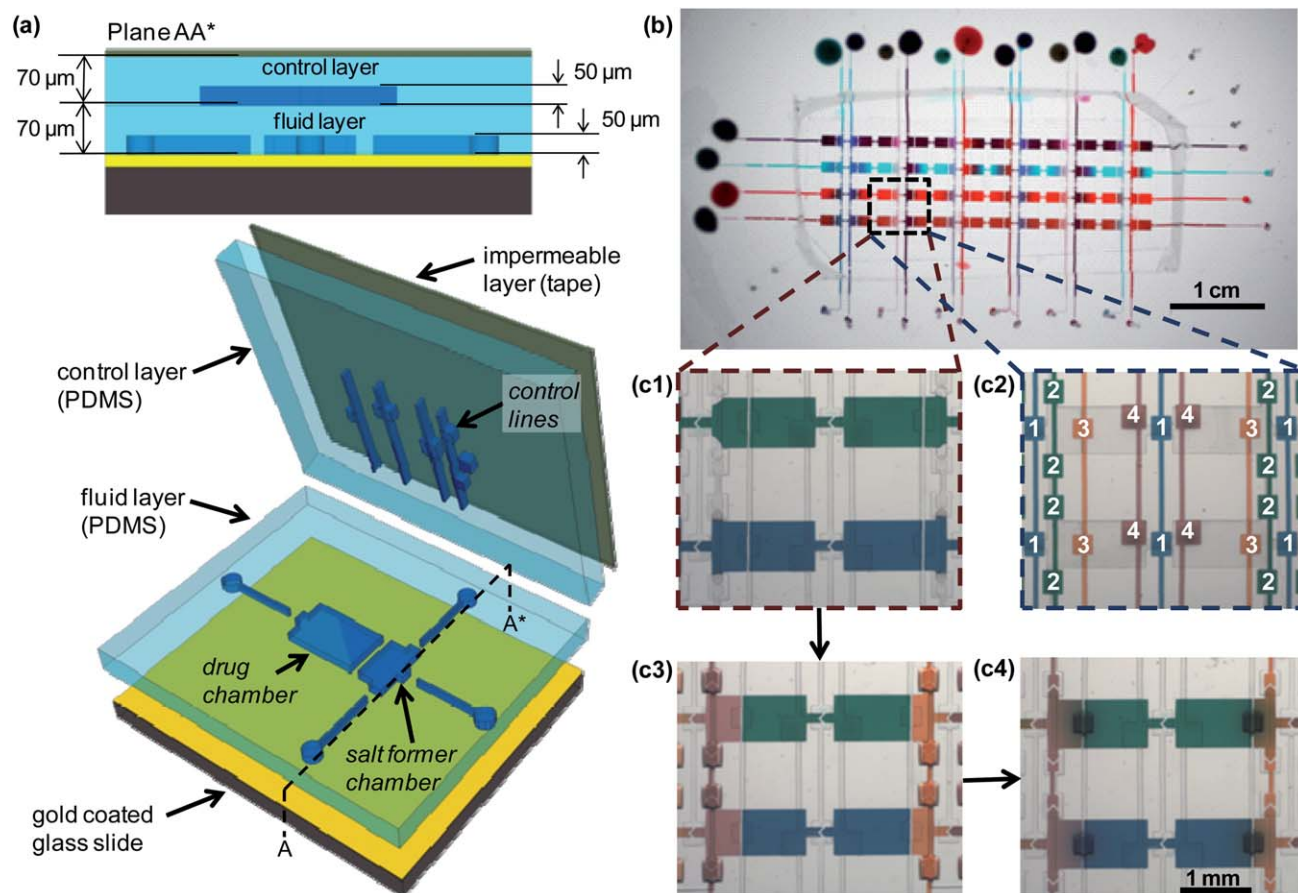 (a)
Plane AA*
70 µm
control layer
50 µm
70 µm
fluid layer
50 µm
impermeable
layer (tape)
control layer
(PDMS)
control
lines
fluid layer
(PDMS)
drug
chamber
A*
salt former
chamber
gold coated
glass slide
A
(b)
1 cm
(c1)
(c2)
2 2
4 4
1 3 1 3 1
2 2
2 2
4 4
1 3 1 3 1
2 2
(c3)
(c4)
1 mm